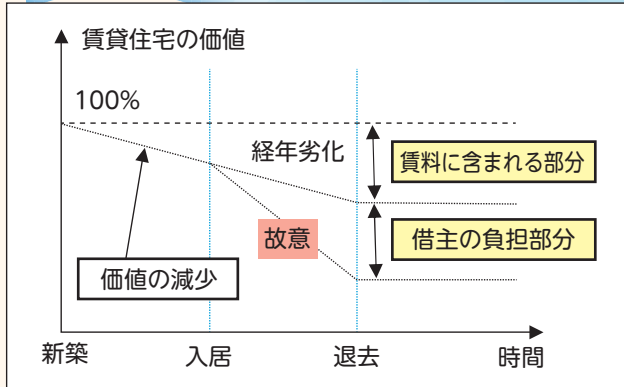 賃貸住宅の価値
100%
経年劣化
賃料に含まれる部分
故意
借主の負担部分
価値の減少
新築
入居
退去
時間